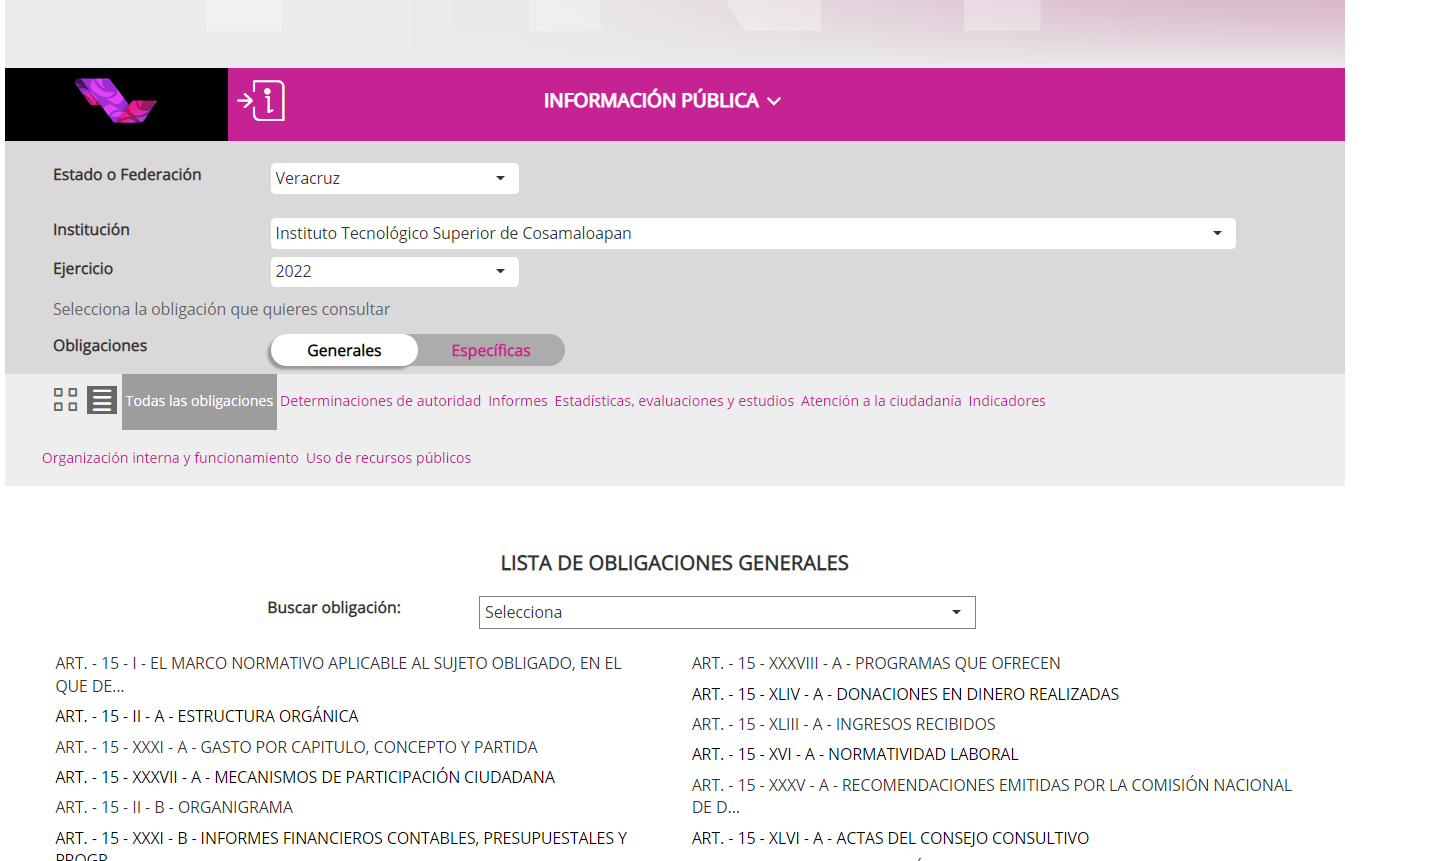 INFORMACIÓN PÚBLICA
Estado o Federación
Veracruz
Institución
Instituto Tecnológico Superior de Cosamaloapan
Ejercicio
2022
Selecciona la obligación que quieres consultar
Obligaciones
Generales
Específicas
Todas las obligaciones Determinaciones de autoridad Informes Estadísticas, evaluaciones y estudios Atención a la ciudadanía Indicadores
Organización interna y funcionamiento Uso de recursos públicos
LISTA DE OBLIGACIONES GENERALES
Buscar obligación:
Selecciona
ART. - 15 - I - EL MARCO NORMATIVO APLICABLE AL SUJETO OBLIGADO, EN EL
QUE DE...
ART. - 15 - II - A - ESTRUCTURA ORGÁNICA
ART. - 15 - XXXI - A - GASTO POR CAPITULO, CONCEPTO Y PARTIDA
ART. - 15 - XXXVII - A - MECANISMOS DE PARTICIPACIÓN CIUDADANA
ART. - 15 - II - B - ORGANIGRAMA
ART. - 15 - XXXI - B - INFORMES FINANCIEROS CONTABLES, PRESUPUESTALES Y
PROGR
ART. - 15 - XXXVIII - A - PROGRAMAS QUE OFRECEN
ART. - 15 - XLIV - A - DONACIONES EN DINERO REALIZADAS
ART. - 15 - XLIII - A - INGRESOS RECIBIDOS
ART. - 15 - XVI - A - NORMATIVIDAD LABORAL
ART. - 15 - XXXV - A - RECOMENDACIONES EMITIDAS POR LA COMISIÓN NACIONAL
DE D...
ART. - 15 - XLVI - A - ACTAS DEL CONSEJO CONSULTIVO